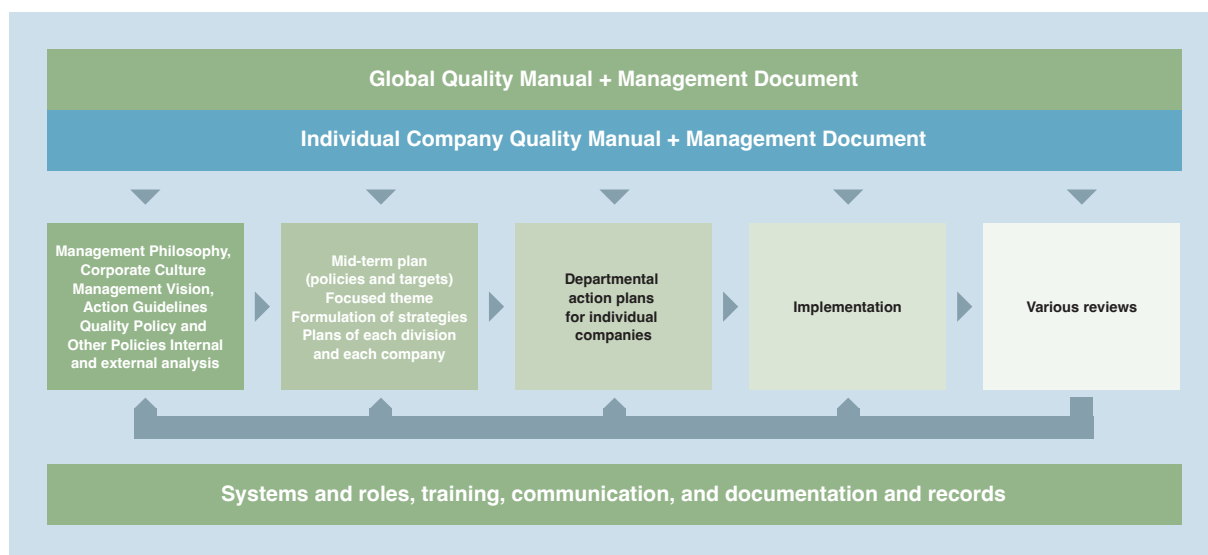 Global Quality Manual + Management Document
Individual Company Quality Manual + Management Document
Management Philosophy,
Corporate Culture
Management Vision,
Action Guidelines
Quality Policy and
Other Policies Internal
and external analysis
Mid-term plan
(policies and targets)
Focused theme
Formulation of strategies
Plans of each division
and each company
Departmental
action plans
for individual
companies
Implementation
Various reviews
Systems and roles, training, communication, and documentation and records